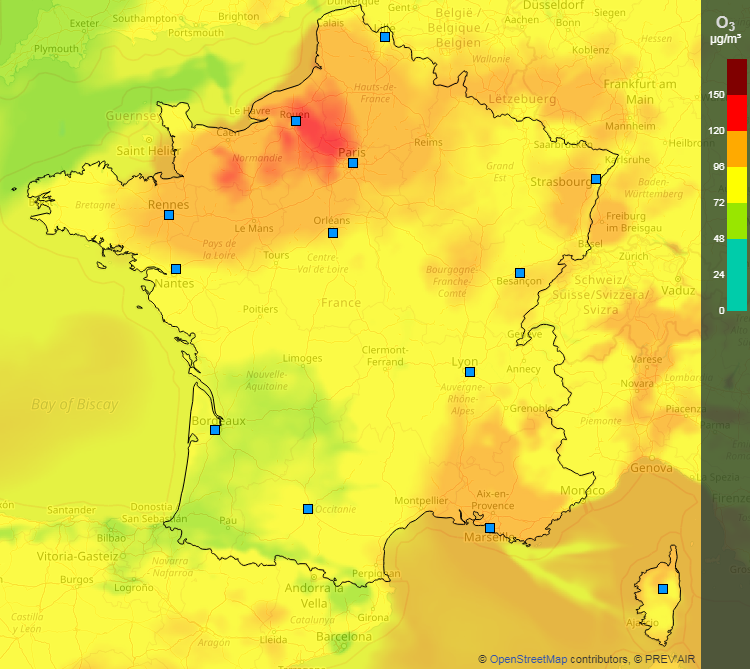 Dunkerque
Gent
Düsseldorf
Exeter
Southampton
Brighton
Calais
België /
Belgique /
Belgien
Aachen
Siegen
Bonn
Portsmouth
Plymouth
Hessen
Koblenz
Wallonie
Hauts-de-
France
Frankfurt am
Main
Letzebuerg
Le Havre
Rouen
Guernsey
Caen
Mannheim
Heilbronn
Saint Helier
Normandie
Paris
Reims
Saarbrücken
Karlsruhe
Grand
Est
Strasbourg
Baden-
Württemberg
Bretagne
Rennes
Freiburg
im Breisgau
Orléans
Le Mans
Basel
Pays de
la Loire
Tours
Centre-
Val de Loire
Zürich
Bourgogne-
Franche-
Comté
Besançon
Nantes
Schweiz/
Suisse/Svizzera/
Svizra
Vaduz
Poitiers
France
Genève
Limoges
Clermont-
Ferrand
Lyon
Annecy
Varese
Nouvelle-
Aquitaine
Auvergne-
Rhône-
Alpes
Novara
Lombardia
Bay of Biscay
Grenoble
Piacenza
Bordeaux
Piemonte
Parma
Genova
La Spezia
Aix-en-
Provence
Monaco
Firenze
Santander
Donostia
San Sebastián
Pau
Occitanie
Montpellier
Marseille
Bilbao
Vitoria-Gasteiz
Navarra
Nafarroa
Burgos
Logroño
Perpignan
Andorra la
Vella
Castilla
y León
Girona
Catalunya
Ajaccio
Aragón
Lleida
Barcelona
O₃
µg/m³
150
120
96
72
48
24
0
© OpenStreetMap contributors, © PREV'AIR